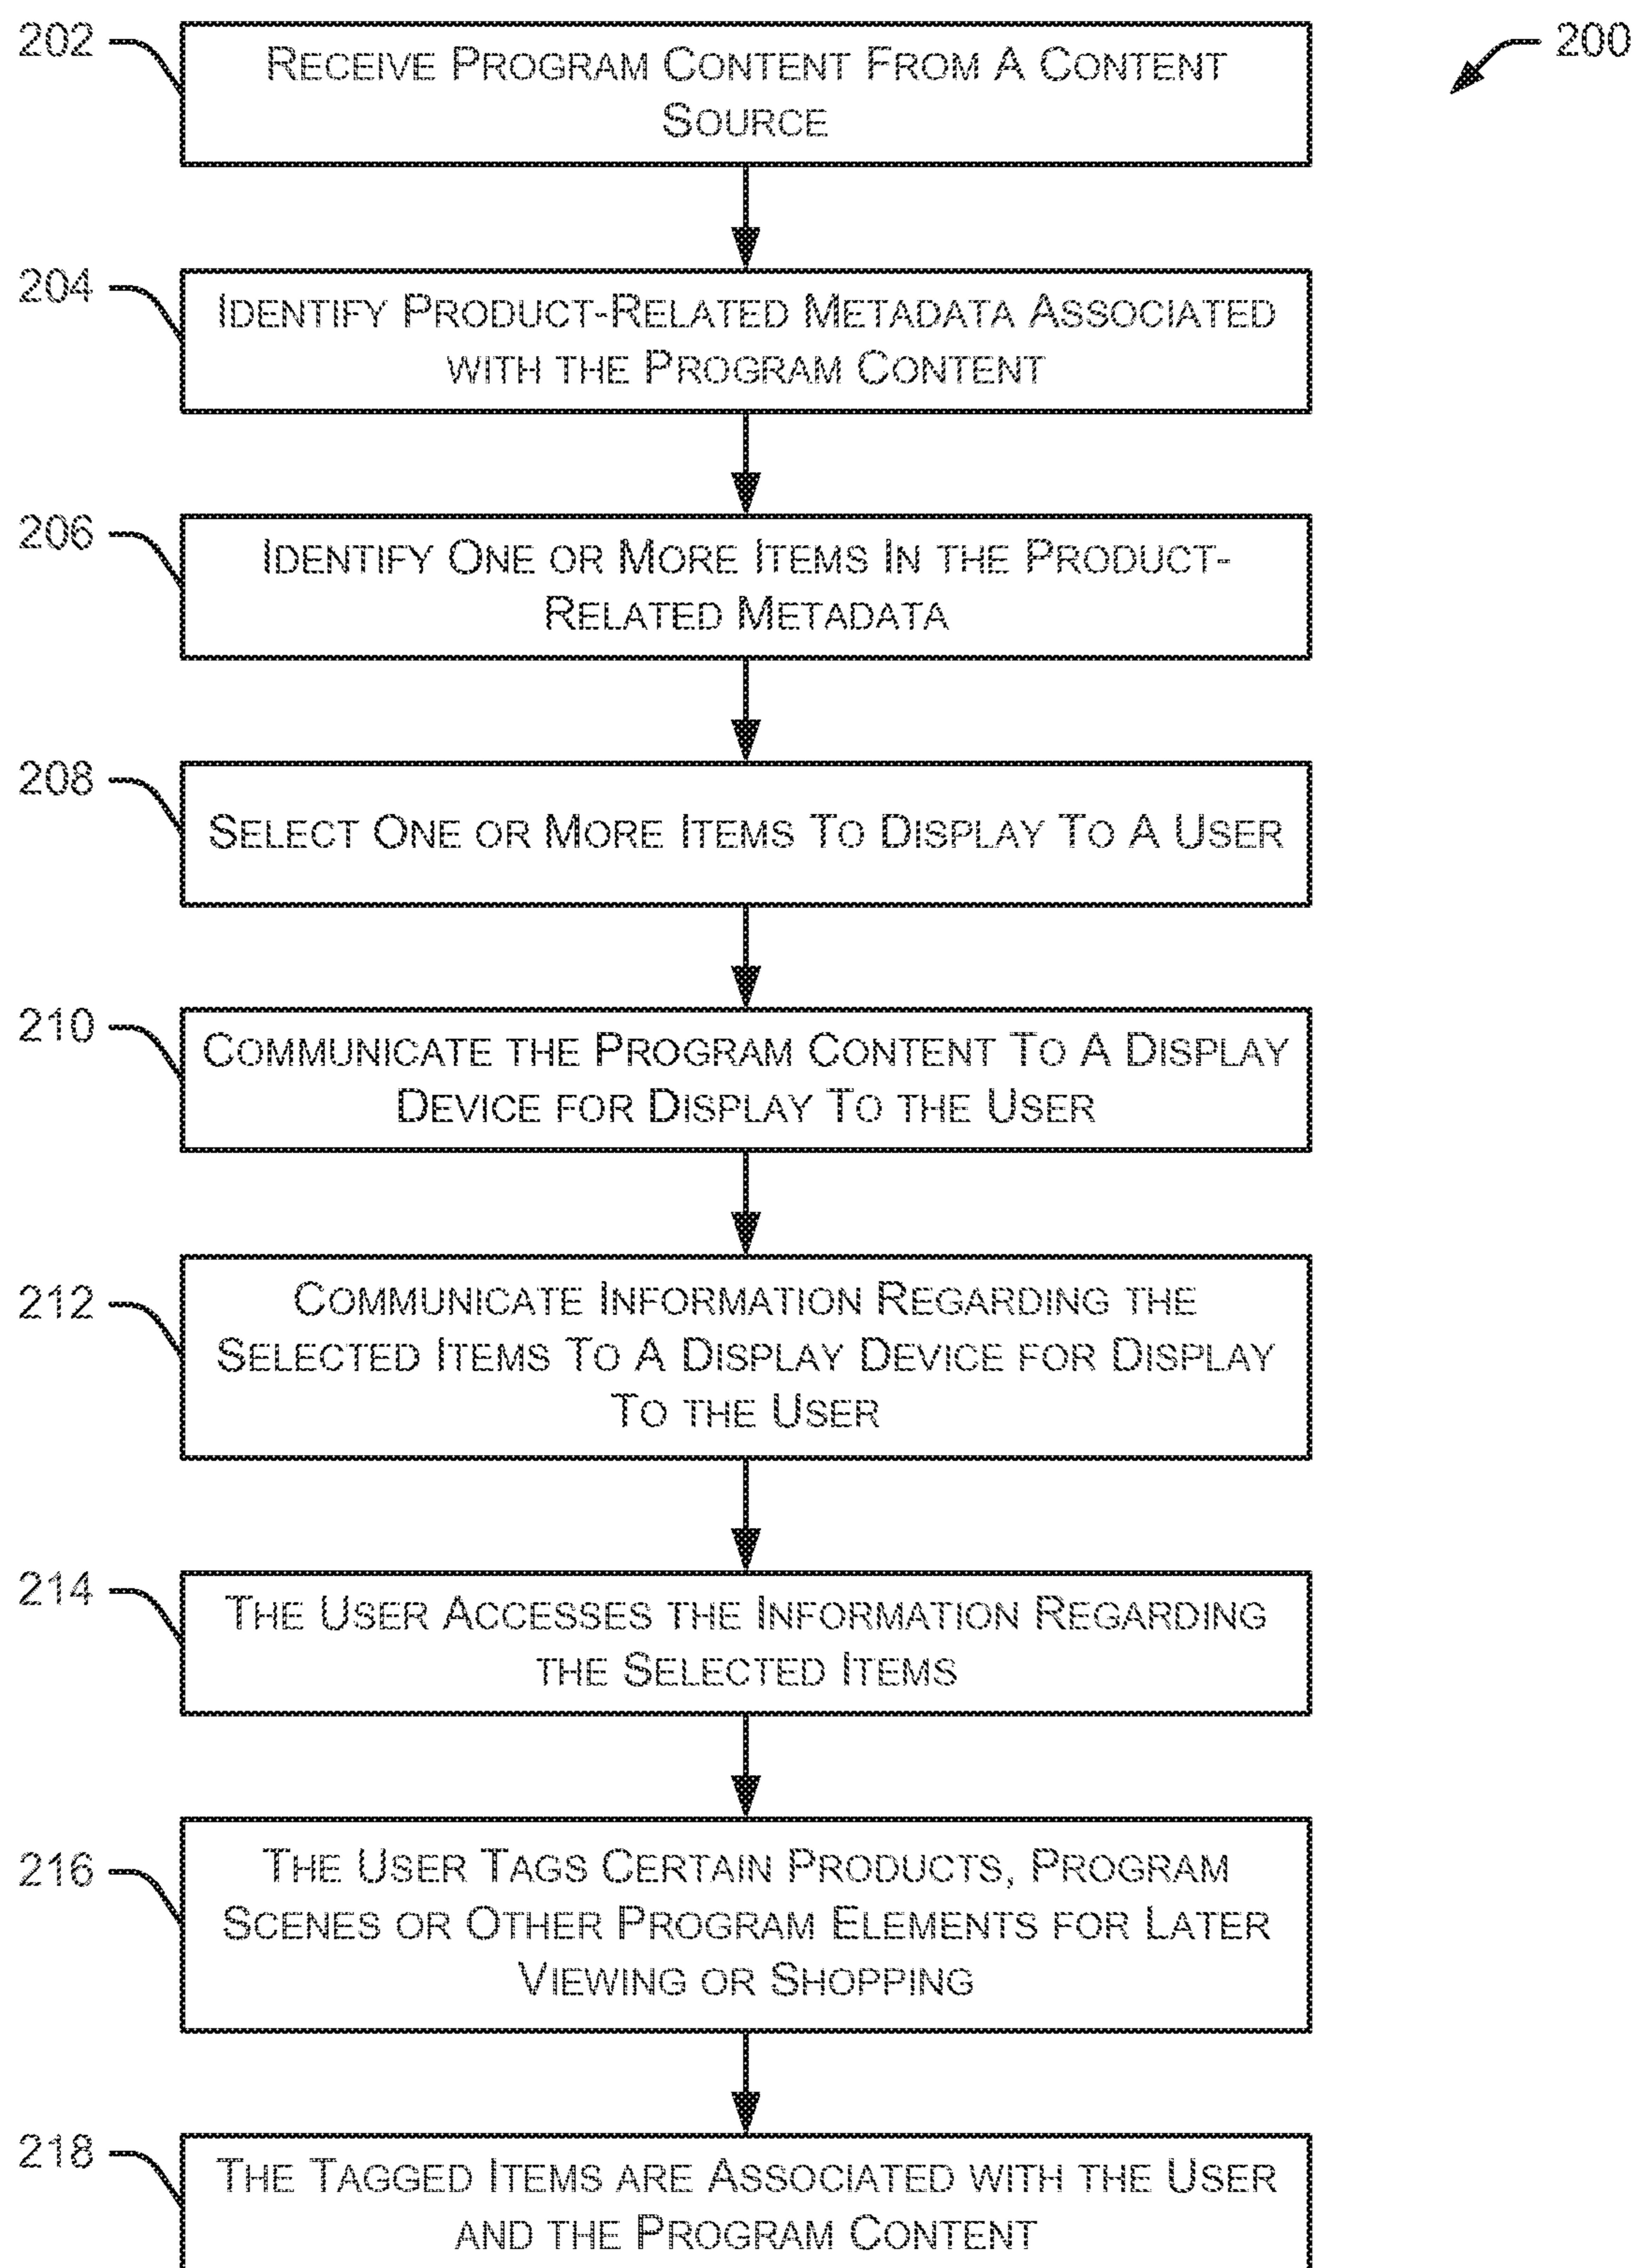 202
RECEIVE PROGRAM CONTENT FROM A CONTENT
SOURCE
200
204
IDENTIFY PRODUCT-RELATED METADATA ASSOCIATED
WITH THE PROGRAM CONTENT
206
IDENTIFY ONE OR MORE ITEMS IN THE PRODUCT-
RELATED METADATA
208
SELECT ONE OR MORE ITEMS TO DISPLAY TO A USER
210
COMMUNICATE THE PROGRAM CONTENT TO A DISPLAY
DEVICE FOR DISPLAY TO THE USER
212
COMMUNICATE INFORMATION REGARDING THE
SELECTED ITEMS TO A DISPLAY DEVICE FOR DISPLAY
TO THE USER
214
THE USER ACCESSES THE INFORMATION REGARDING
THE SELECTED ITEMS
216
THE USER TAGS CERTAIN PRODUCTS, PROGRAM
SCENES OR OTHER PROGRAM ELEMENTS FOR LATER
VIEWING OR SHOPPING
218
THE TAGGED ITEMS ARE ASSOCIATED WITH THE USER
AND THE PROGRAM CONTENT